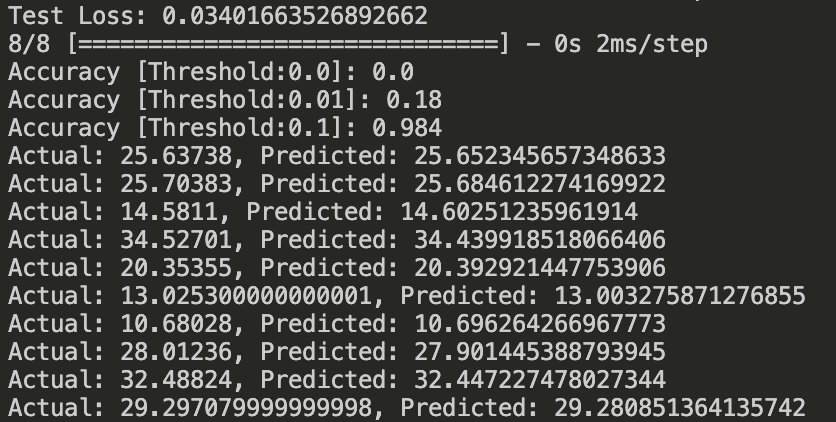 Test Loss: 0.03401663526892662
8/8 [==============================] - 0s 2ms/step
Accuracy [Threshold:0.0]: 0.0
Accuracy [Threshold:0.01]: 0.18
Accuracy [Threshold:0.1]: 0.984
Actual: 25.63738, Predicted: 25.652345657348633
Actual: 25.70383, Predicted: 25.684612274169922
Actual: 14.5811, Predicted: 14.60251235961914
Actual: 34.52701, Predicted: 34.439918518066406
Actual: 20.35355, Predicted: 20.392921447753906
Actual: 13.025300000000001, Predicted: 13.003275871276855
Actual: 10.68028, Predicted: 10.696264266967773
Actual: 28.01236, Predicted: 27.901445388793945
Actual: 32.48824, Predicted: 32.447227478027344
Actual: 29.297079999999998, Predicted: 29.280851364135742